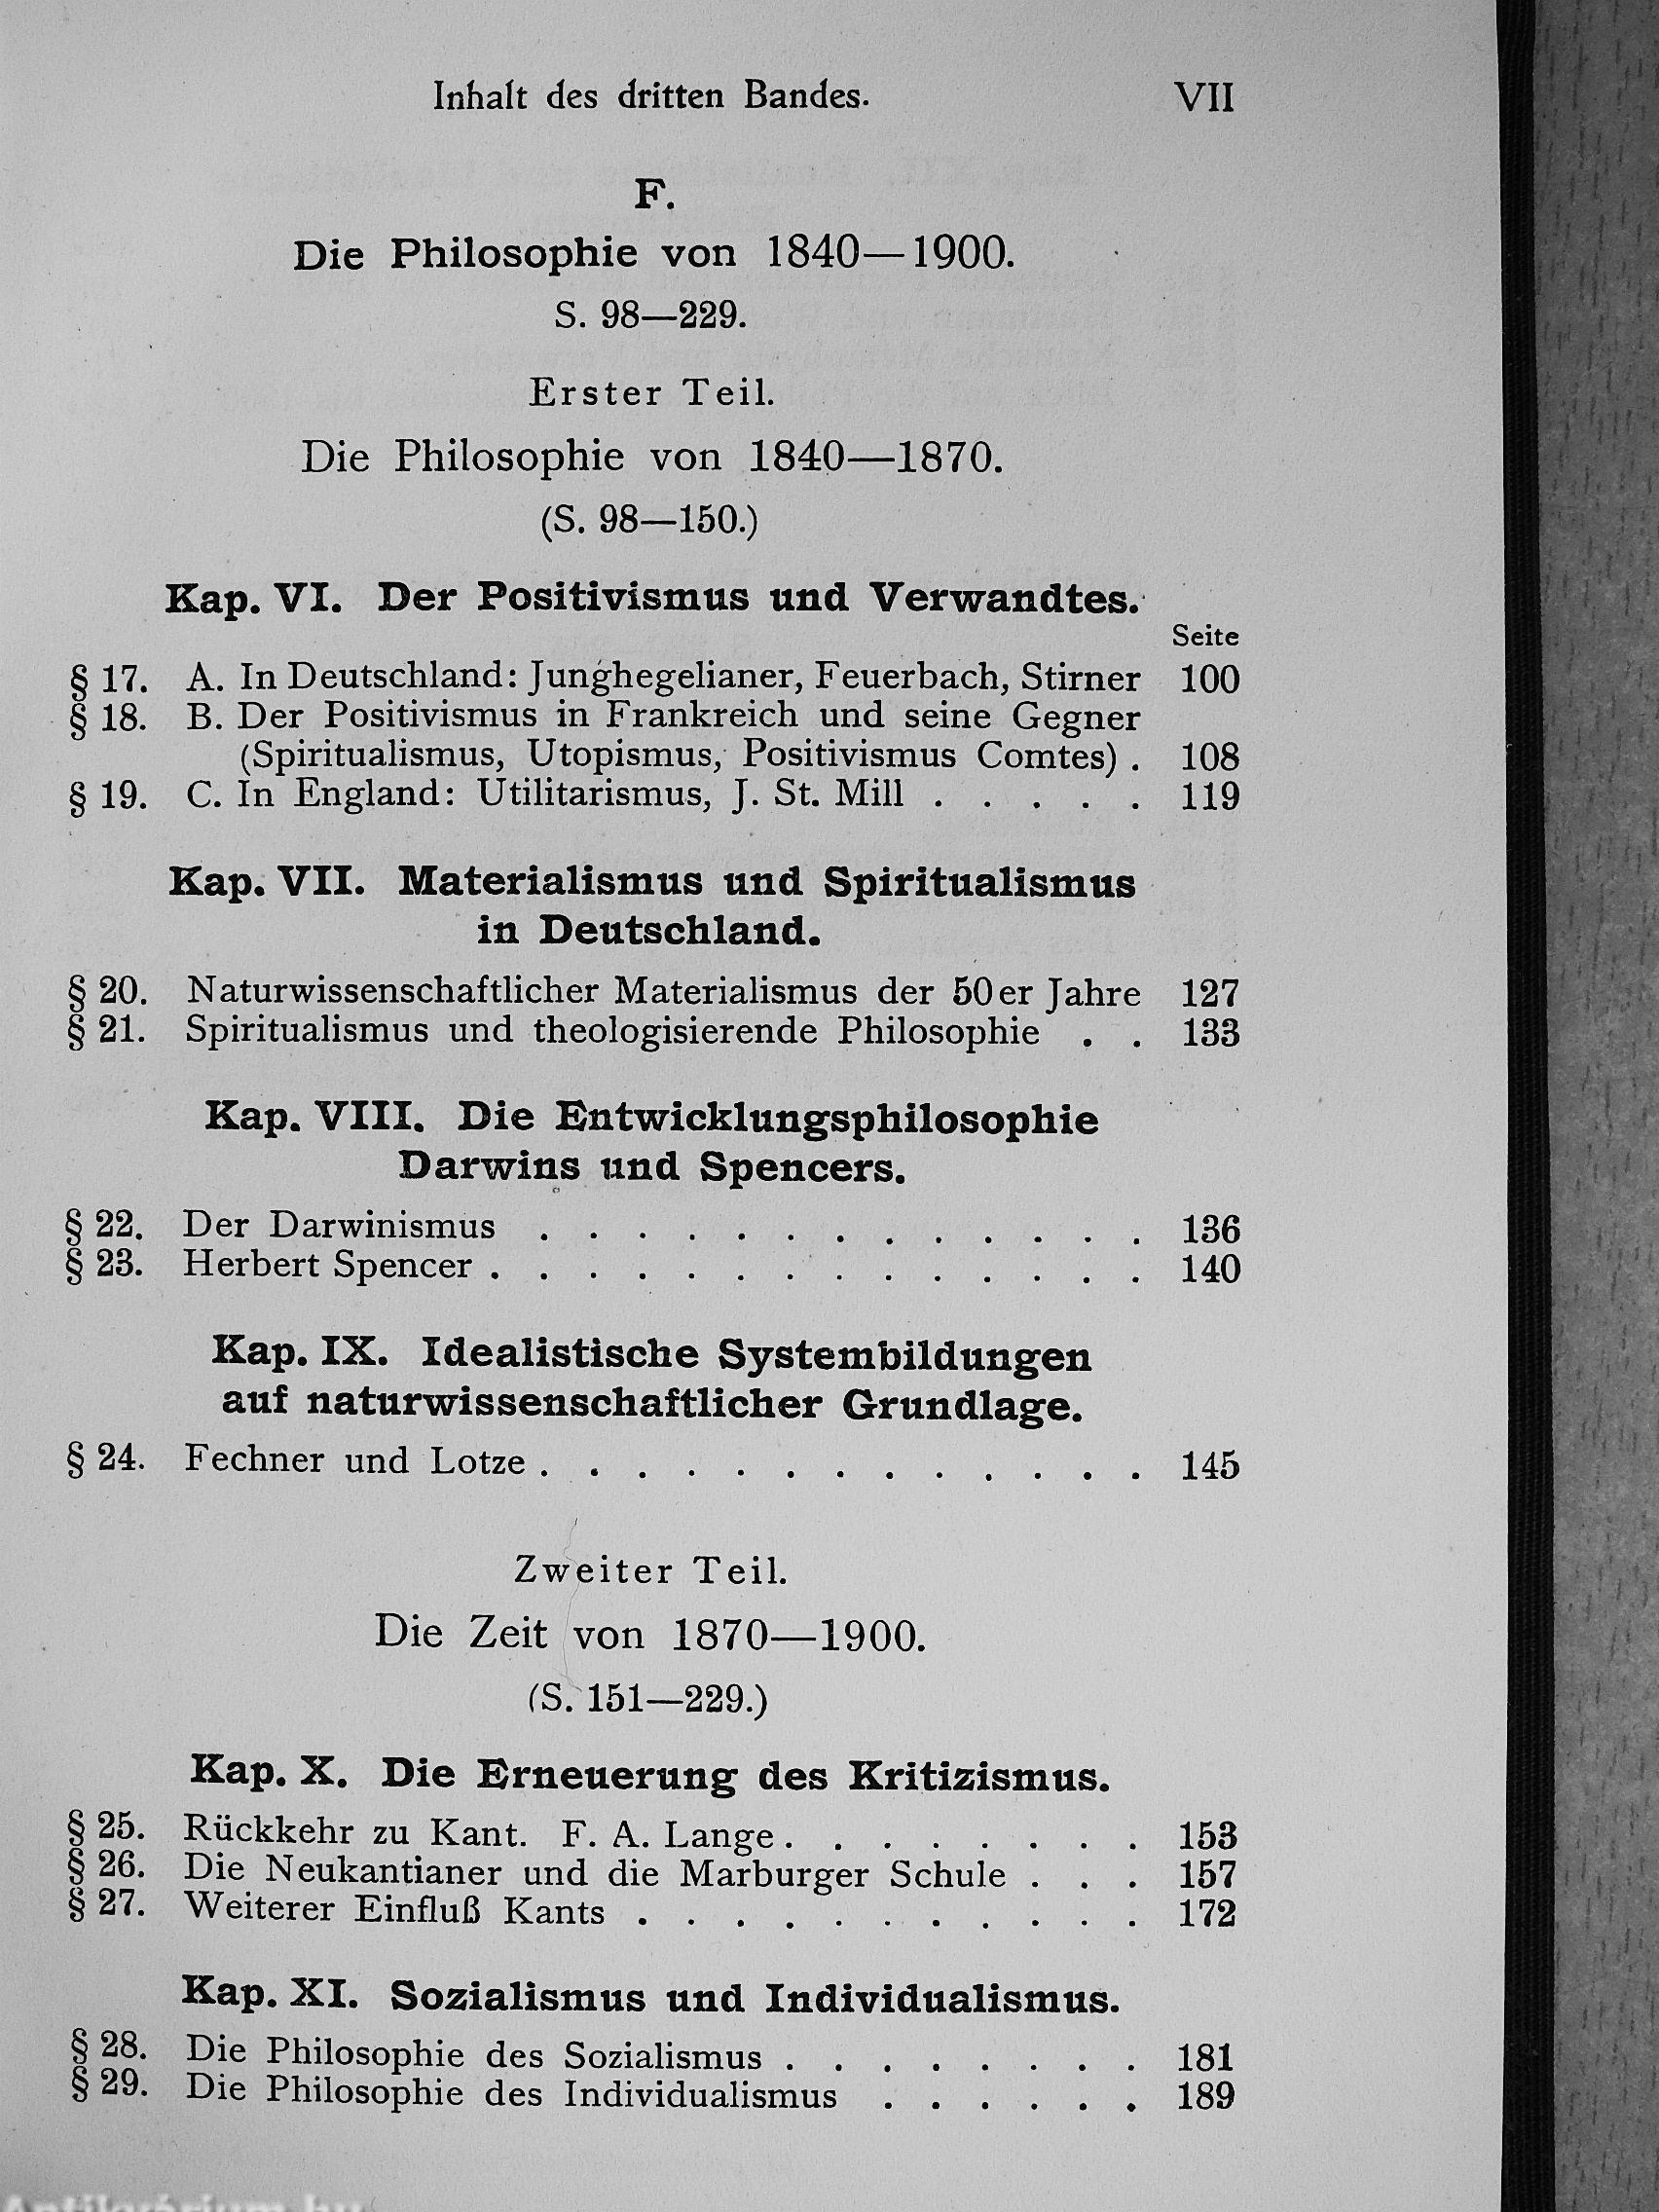 Inhalt des dritten Bandes. VII
F.
Die Philosophie von 1840—1900.
S. 98—229.
Erster Teil.
Die Philosophie von 1840—1870.
(S. 98—150.)
Kap. VI. Der Positivismus und Verwandtes.
Seite
§ 17. A. In Deutschland: Junghegelianer, Feuerbach, Stirner 100
§ 18. B. Der Positivismus in Frankreich und seine Gegner
(Spiritualismus, Utopismus, Positivismus Comtes) . 108
§ 19. C. In England: Utilitarismus, J. St. Mill . . . . . 119
Kap. VII. Materialismus und Spiritualismus
in Deutschland.
§ 20. Naturwissenschaftlicher Materialismus der 50er Jahre 127
§ 21. Spiritualismus und theologisierende Philosophie . . 133
Kap. VIII. Die Entwicklungsphilosophie
Darwins und Spencers.
§ 22. Der Darwinismus . . . . . . . . . . . . . 136
§ 23. Herbert Spencer . . . . . . . . . . . . . . 140
Kap. IX. Idealistische Systembildungen
auf naturwissenschaftlicher Grundlage.
§ 24. Fechner und Lotze . . . . . . . . . . . . . 145
Zweiter Teil.
Die Zeit von 1870—1900.
(S. 151—229.)
Kap. X. Die Erneuerung des Kritizismus.
§ 25. Rückkehr zu Kant. F. A. Lange . . . . . . . . 153
§ 26. Die Neukantianer und die Marburger Schule . . . 157
§ 27. Weiterer Einfluß Kants . . . . . . . . . . . 172
Kap. XI. Sozialismus und Individualismus.
§ 28. Die Philosophie des Sozialismus . . . . . . . . 181
§ 29. Die Philosophie des Individualismus . . . . . . 189
Antikvárium.hu